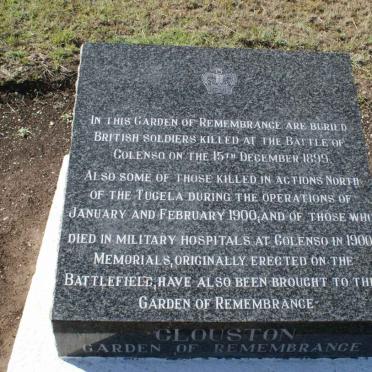 In this Garden of Remembrance are buried
British soldiers killed at the Battle of
Colenso on the 15th December 1899.
Also some of those killed in actions North
of the Tugela during the operations of
January and February 1900, and of those who
died in military hospitals at Colenso in 1900
Memorials, originally erected on the
Battlefield, have also been brought to the
Garden of Remembrance
CLOUSTON
GARDEN OF REMEMBRANCE